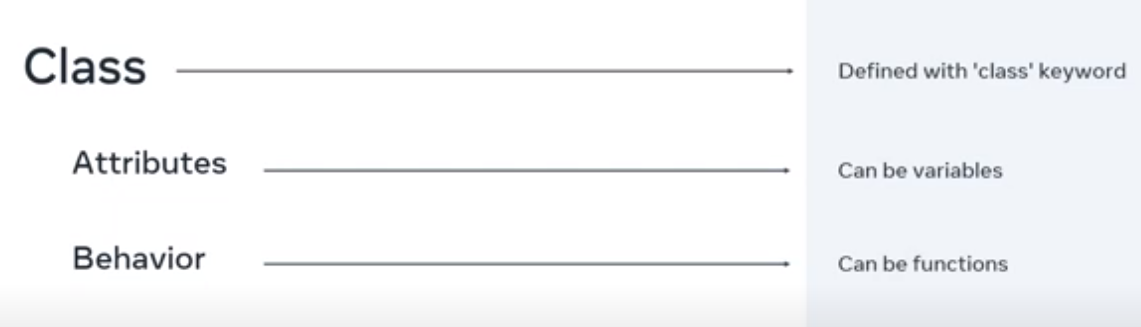 Class
Defined with 'class' keyword
Attributes
Can be variables
Behavior
Can be functions